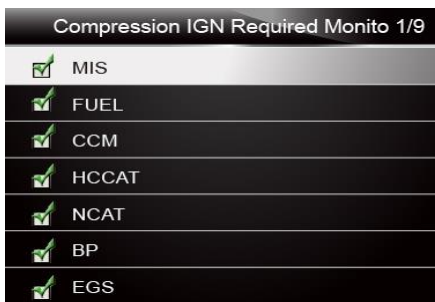 Compression IGN Required Monito 1/9
MIS
FUEL
CCM
HCCAT
NCAT
BP
EGS